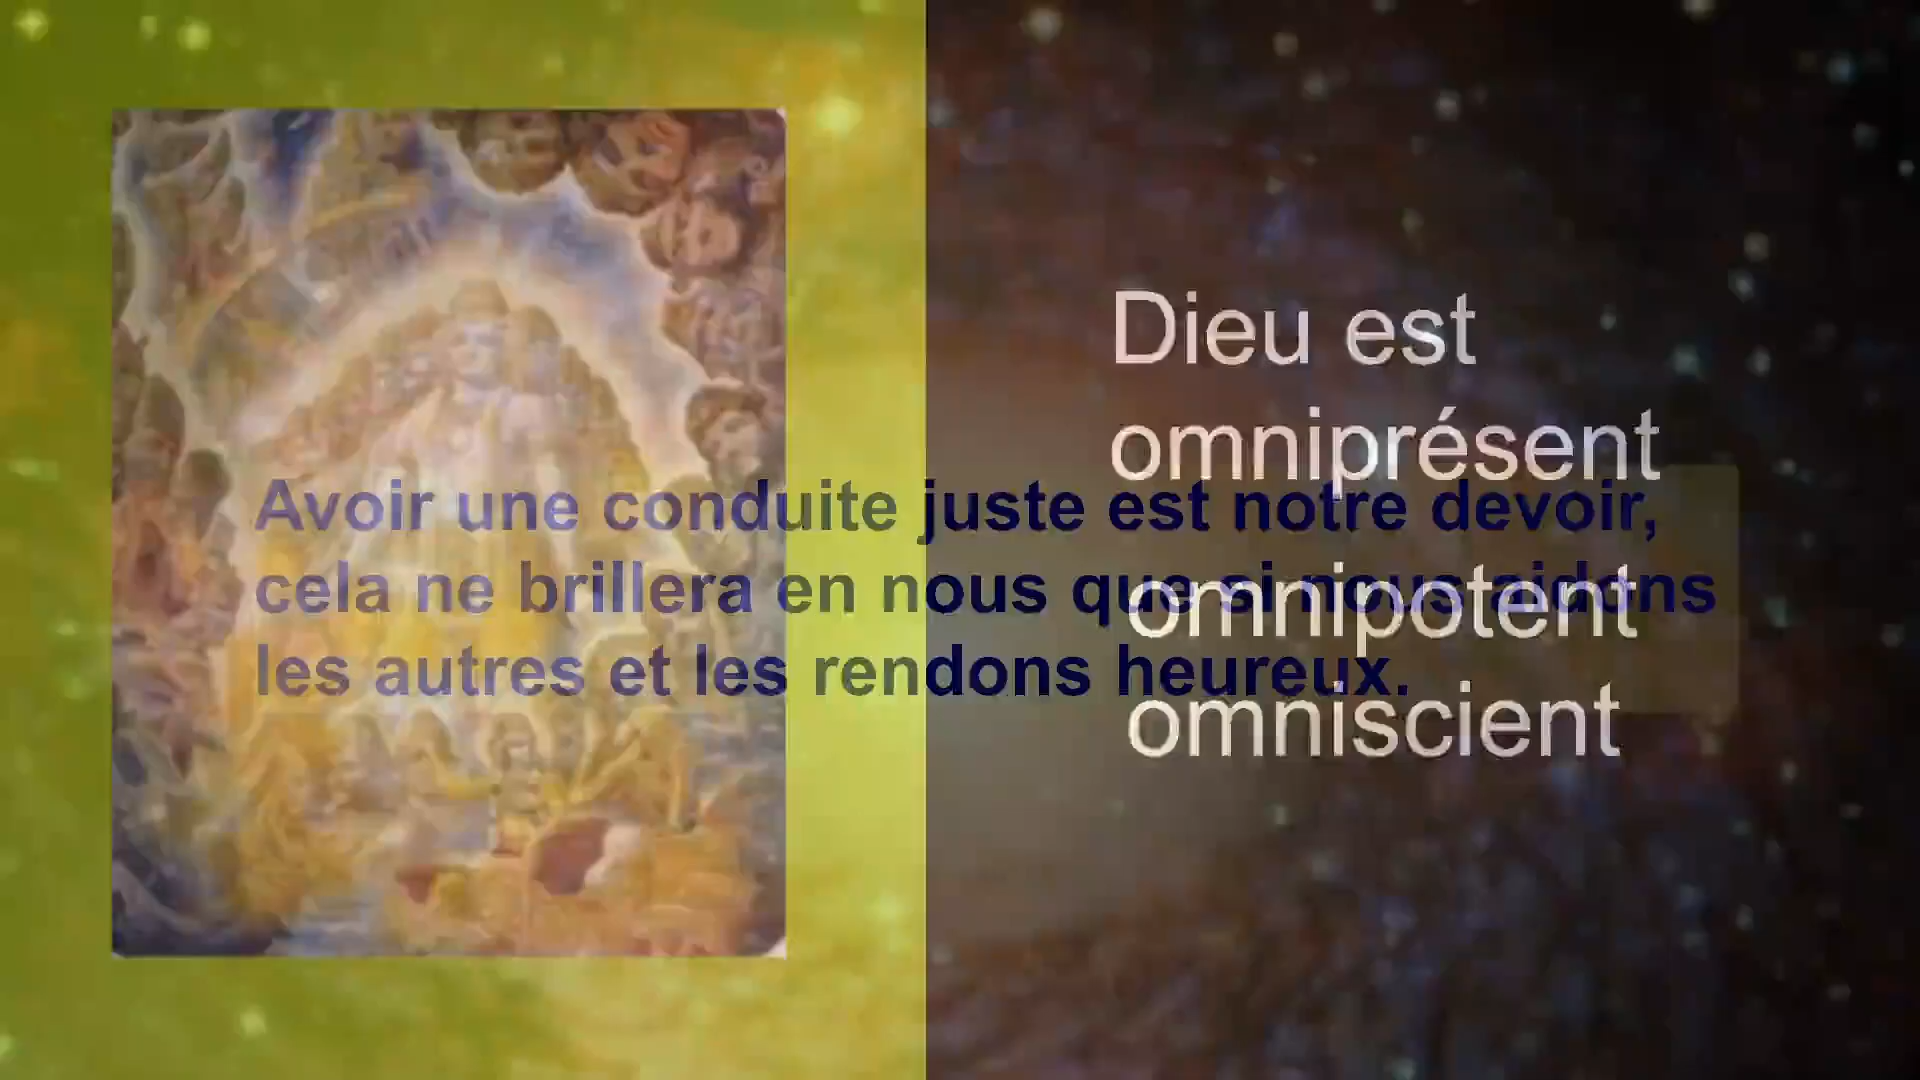 Dieu est
omniprésent
omnipotent
omniscient
Avoir une conduite juste est notre devoir,
cela ne brillera en nous que si nous aidons
les autres et les rendons heureux.